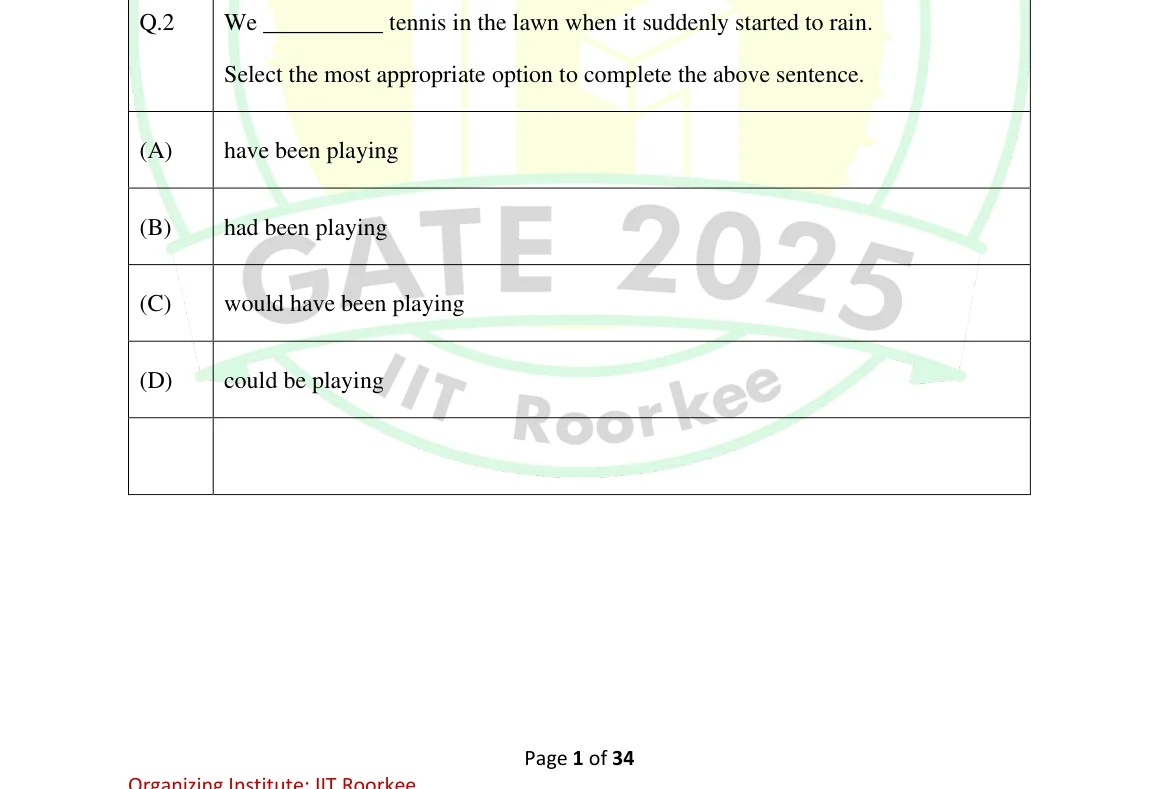 Q.2 We __________ tennis in the lawn when it suddenly started to rain.
Select the most appropriate option to complete the above sentence.
(A) have been playing
(B) had been playing
(C) would have been playing
(D) could be playing
GATE 2025
IIT Roorkee
Page 1 of 34
Organizing Institute: IIT Roorkee